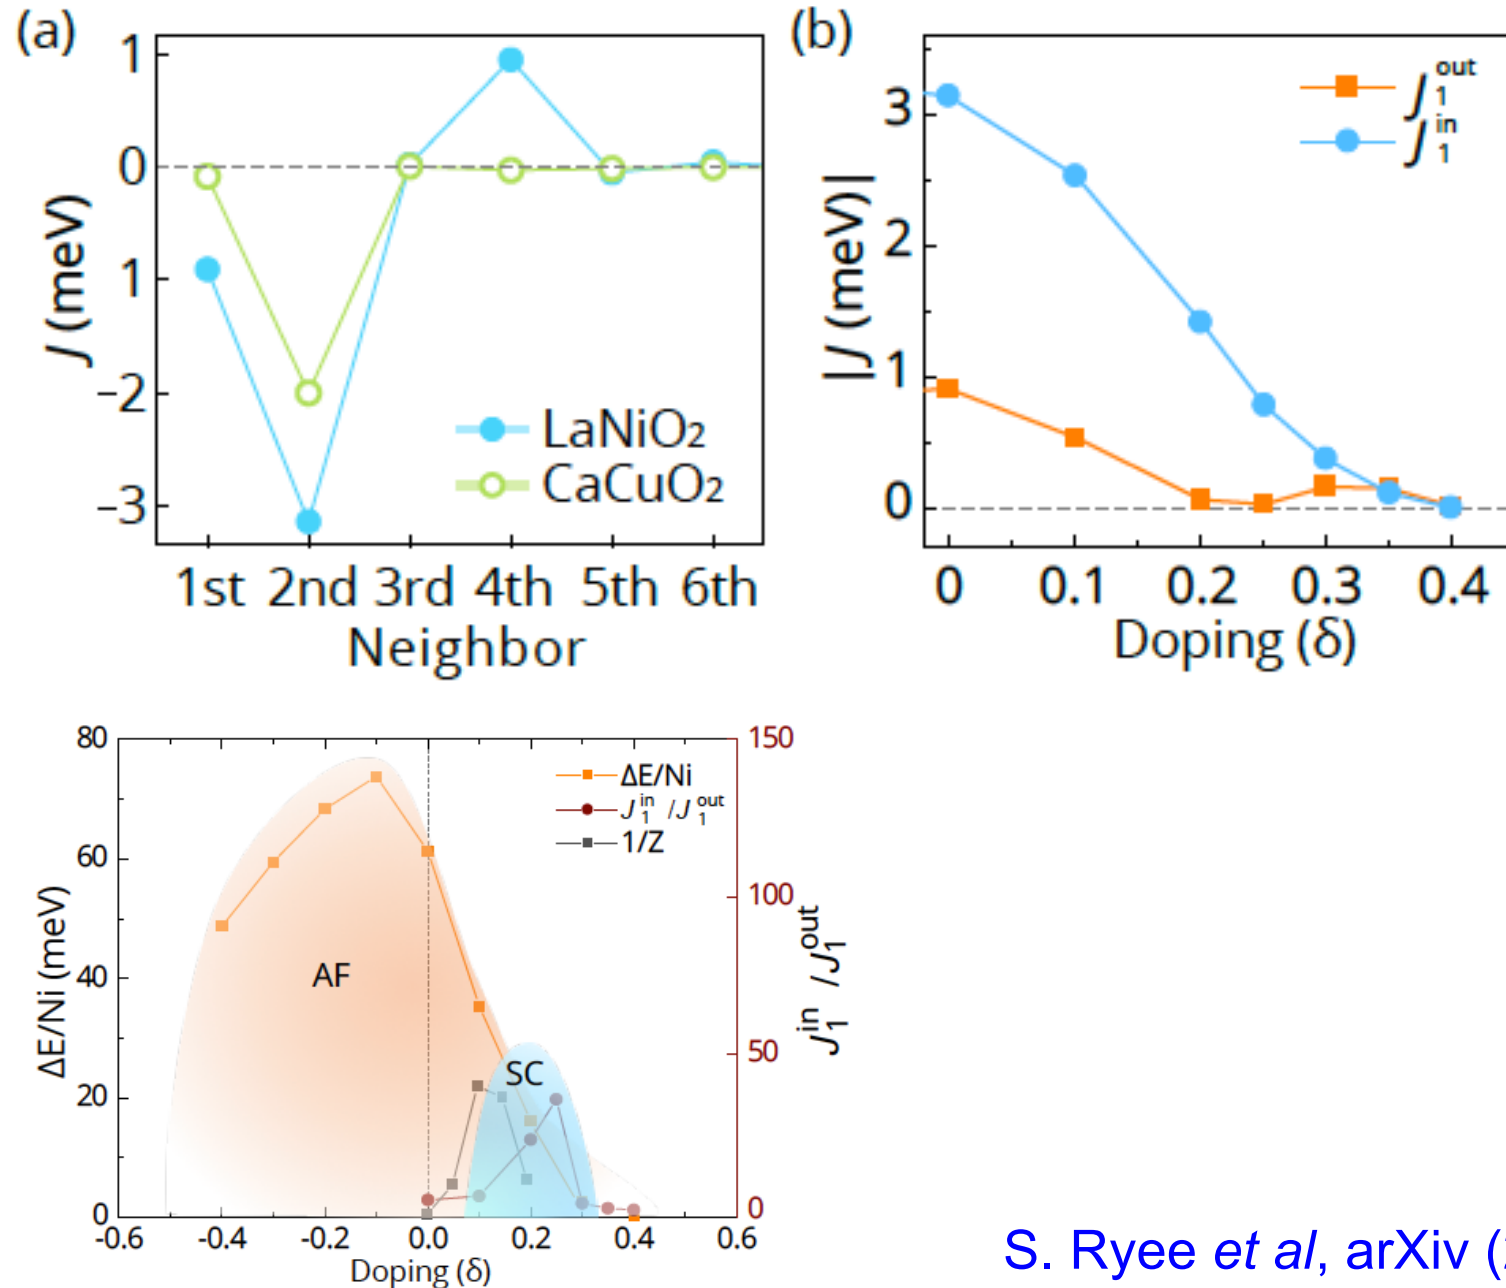 (a)
1
0
1
−2
−3
J (meV)
LaNiO₂
CaCuO₂
1st 2nd 3rd 4th 5th 6th
Neighbor
(b)
3
2
1
0
|J (meV)|
J₁ᵒᵘᵗ
J₁ⁱⁿ
0 0.1 0.2 0.3 0.4
Doping (δ)
80
60
40
20
0
ΔE/Ni (meV)
ΔE/Ni
J₁ⁱⁿ /J₁ᵒᵘᵗ
1/Z
AF
SC
150
100
50
0
J₁ⁱⁿ /J₁ᵒᵘᵗ
-0.6 -0.4 -0.2 0.0 0.2 0.4 0.6
Doping (δ)
S. Ryee et al, arXiv (